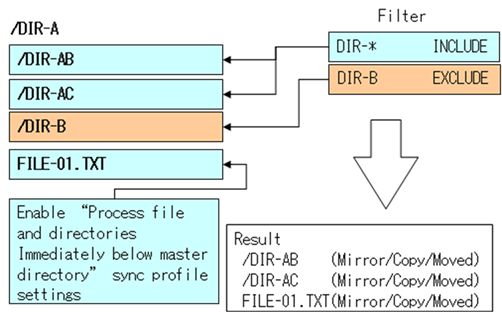 Filter
/DIR-A
DIR-* INCLUDE
/DIR-AB
DIR-B EXCLUDE
/DIR-AC
/DIR-B
FILE-01.TXT
Enable “Process file
and directories
Immediately below master
directory” sync profile
settings
Result
/DIR-AB (Mirror/Copy/Moved)
/DIR-AC (Mirror/Copy/Moved)
FILE-01.TXT(Mirror/Copy/Moved)